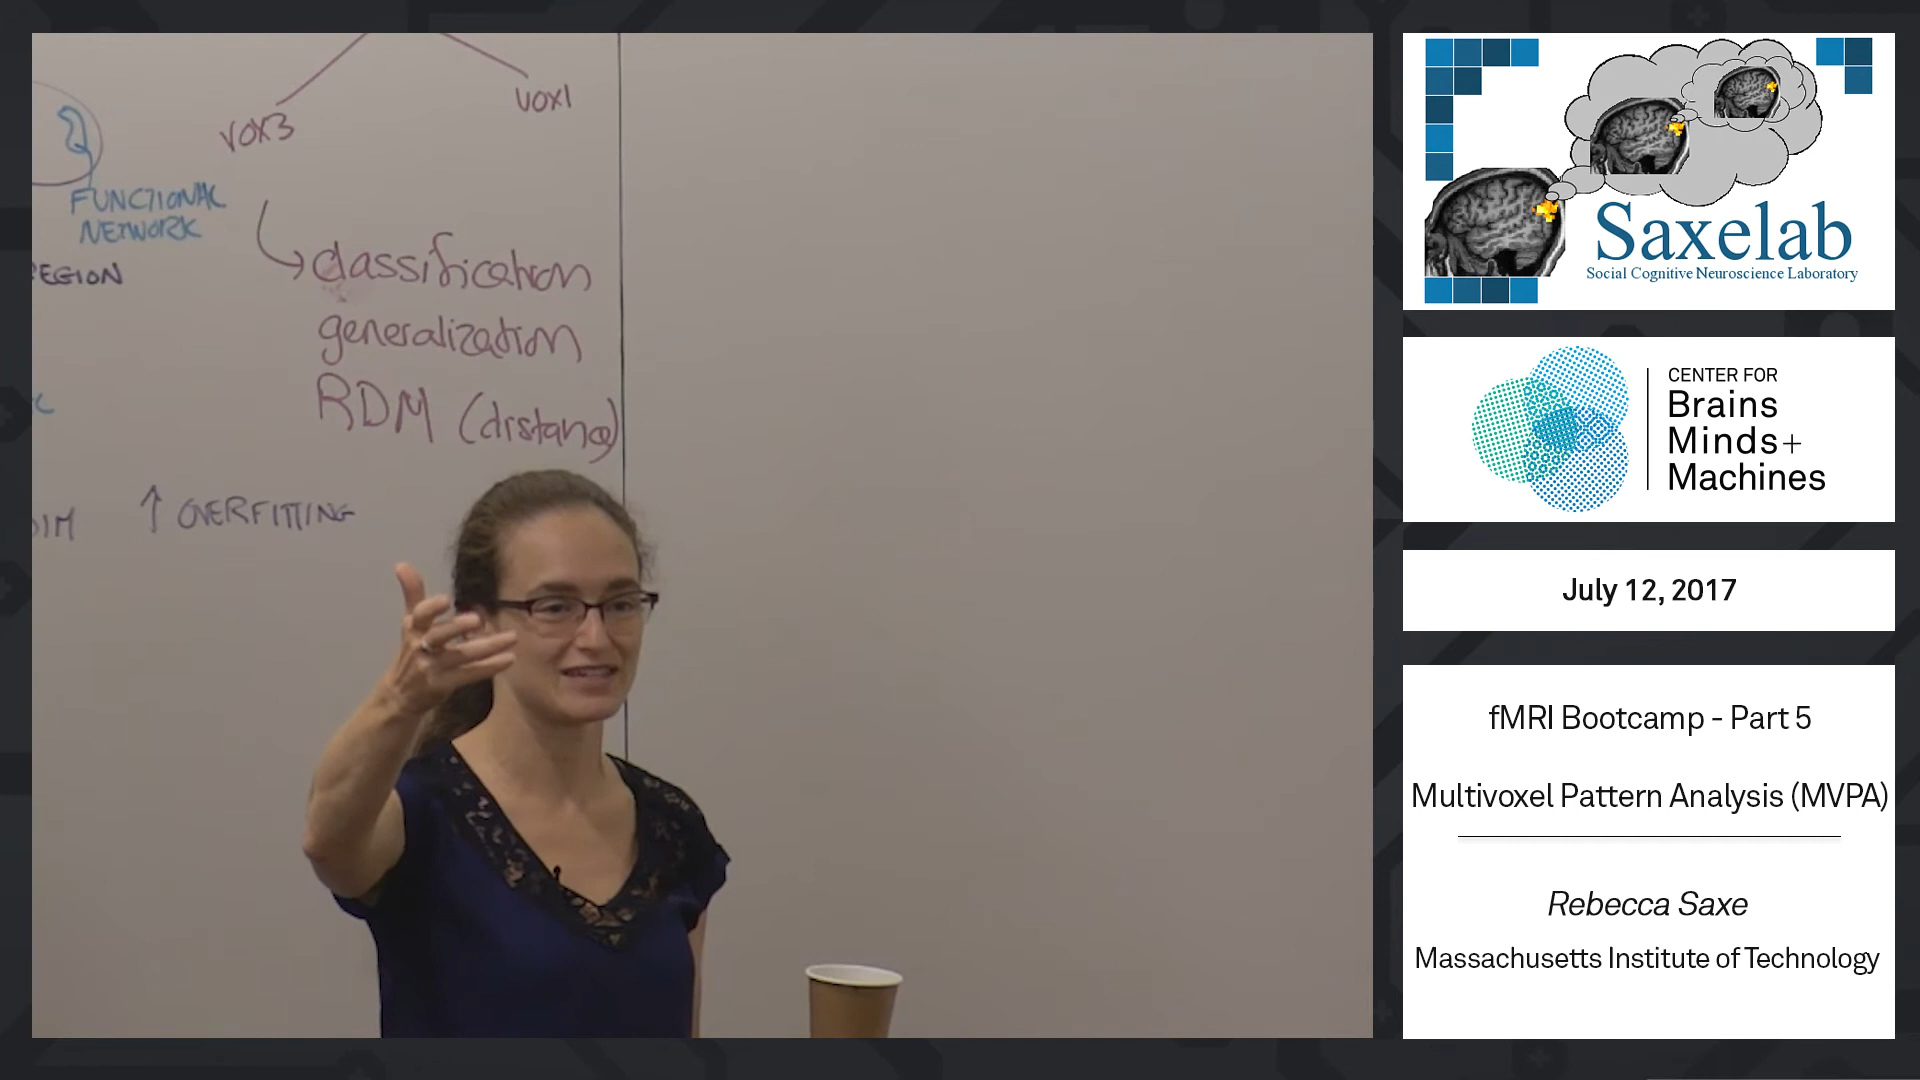 VOX3
VOX1
FUNCTIONAL
NETWORK
REGION
classification
generalization
RDM (distance)
↑ OVERFITTING
Saxelab
Social Cognitive Neuroscience Laboratory
CENTER FOR
Brains
Minds+
Machines
July 12, 2017
fMRI Bootcamp - Part 5
Multivoxel Pattern Analysis (MVPA)
Rebecca Saxe
Massachusetts Institute of Technology